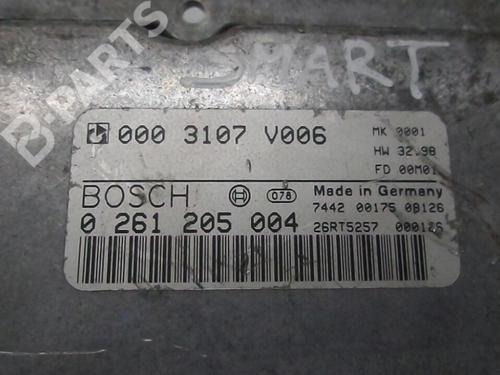 B-PARTS
SMART
000 3107 V006
MK 0001
HW 32.98
FD 00M01
BOSCH
078
Made in Germany
0 261 205 004
7442 00175 08126
26RT5257 000126